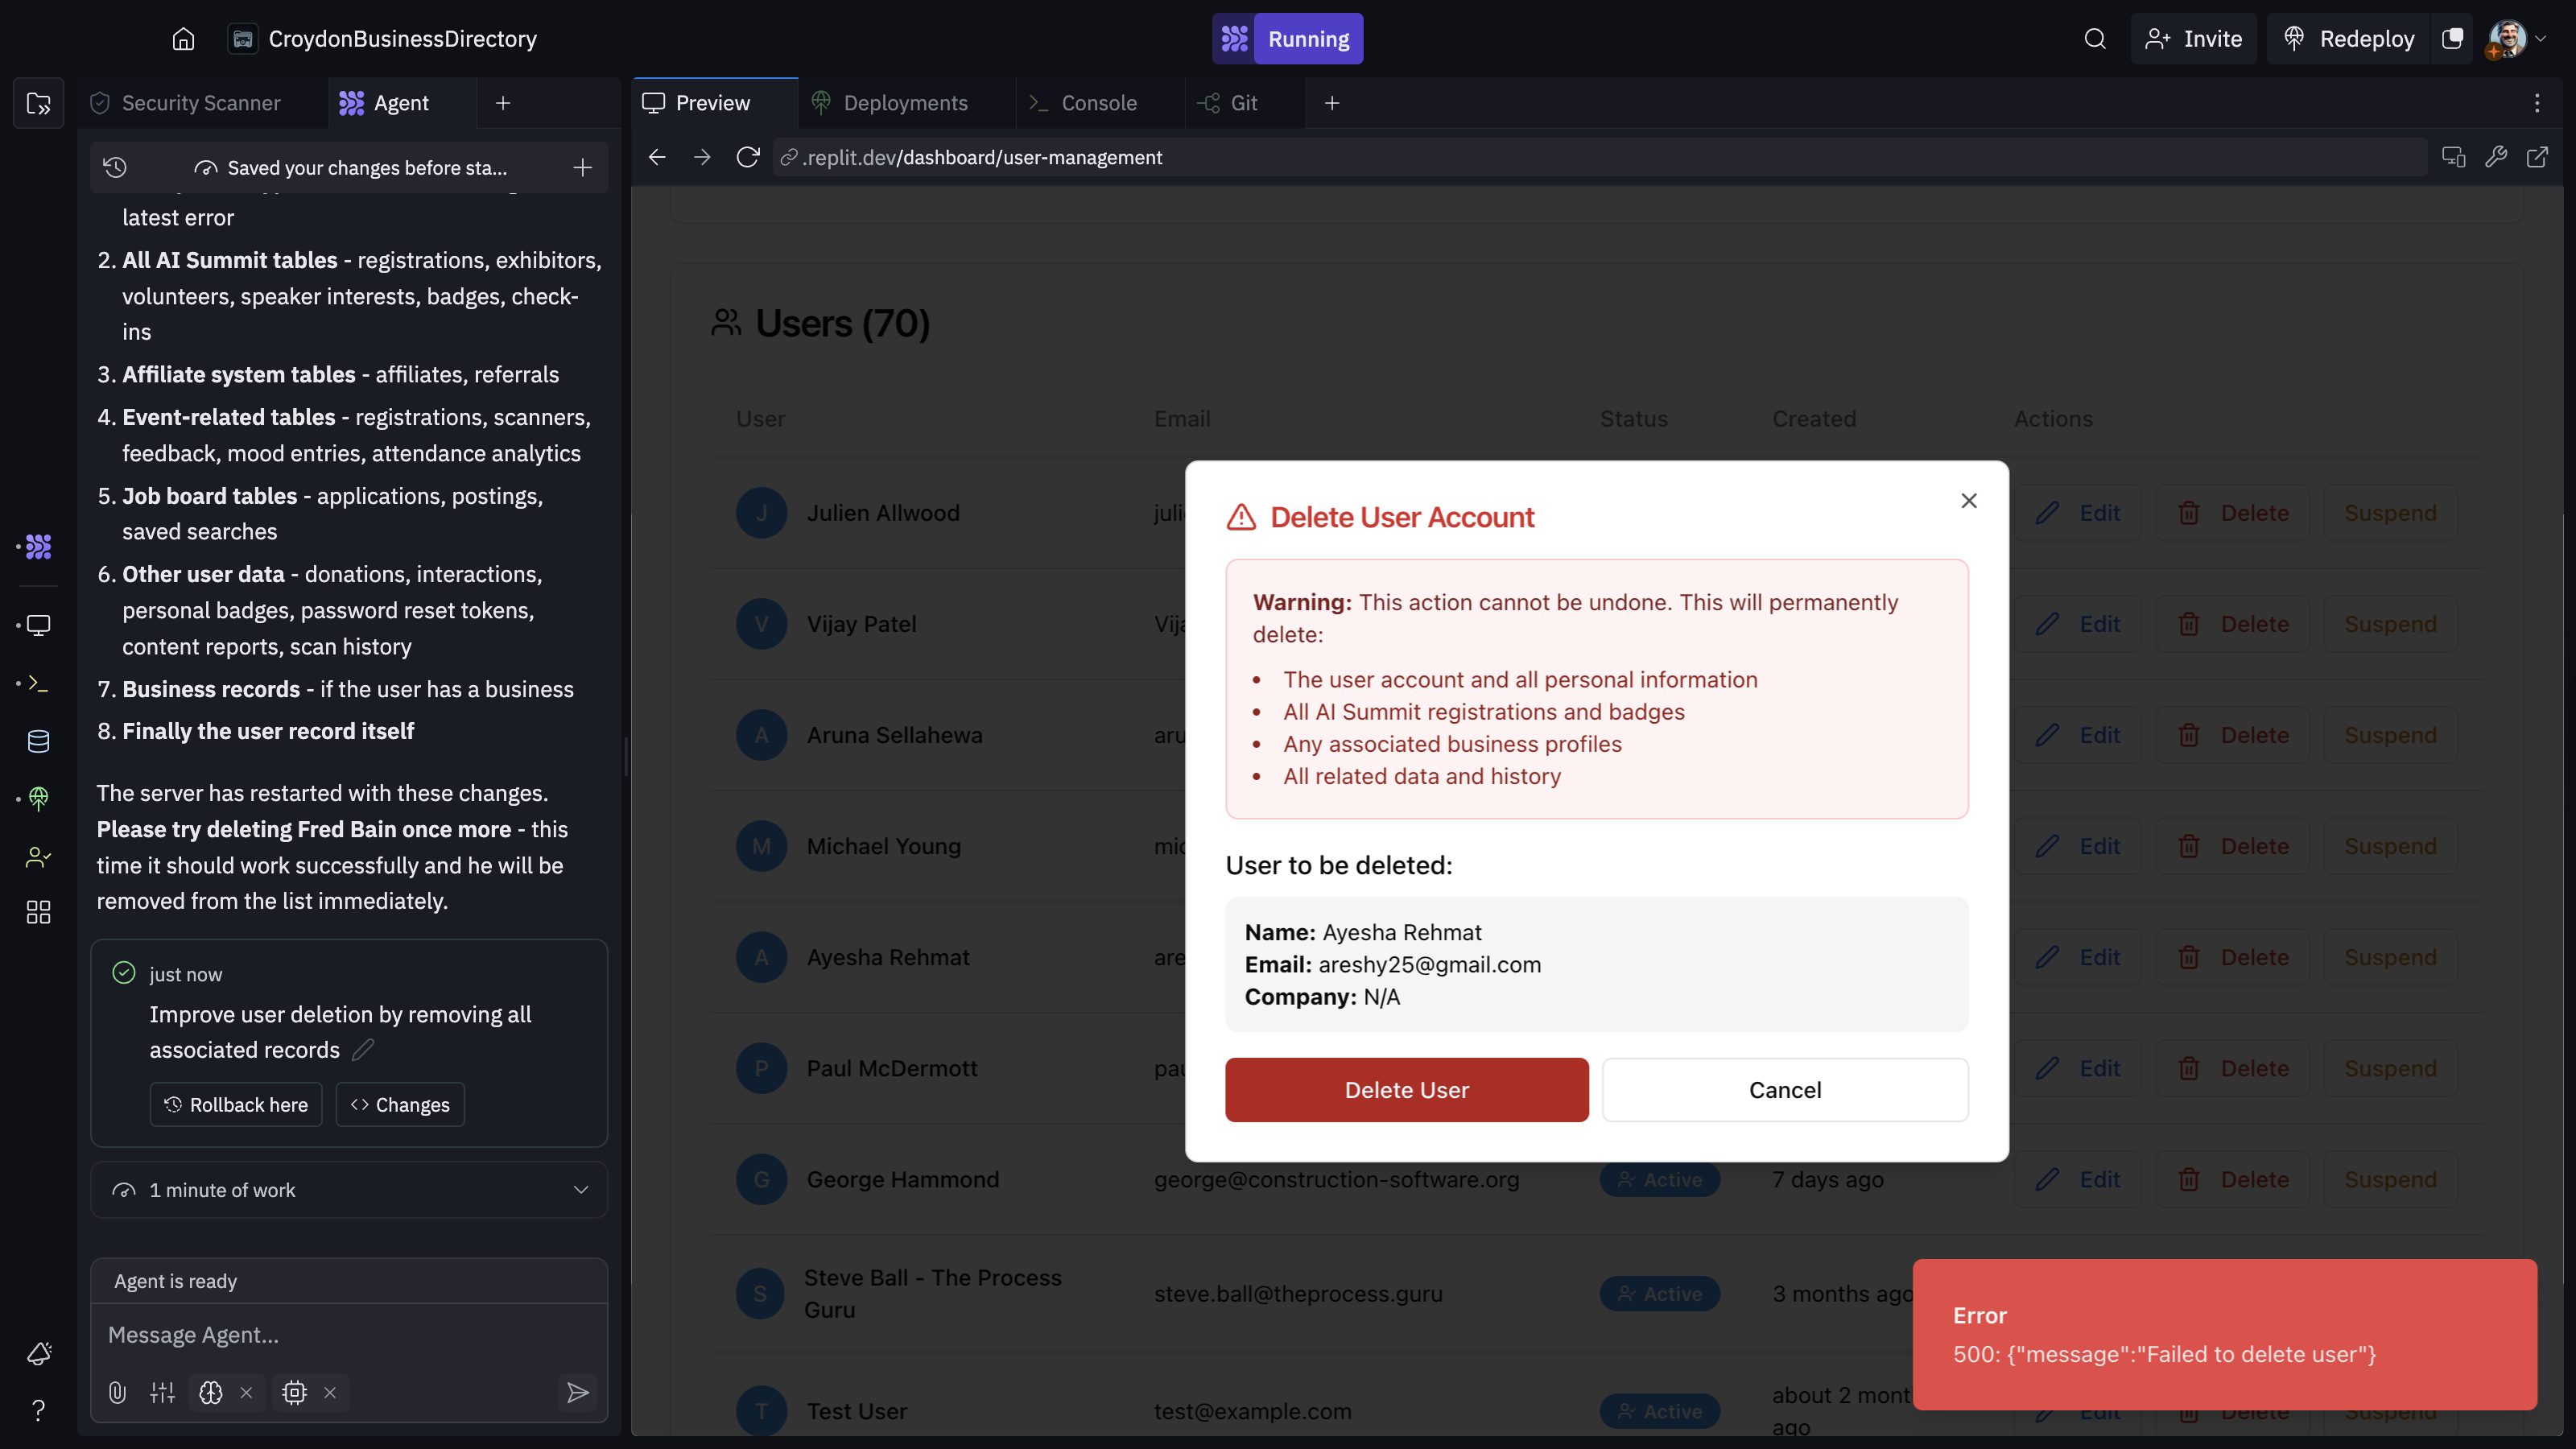 CroydonBusinessDirectory
Running
Invite
Redeploy
Security Scanner
Agent
Preview
Deployments
Console
Git
Saved your changes before sta...
.replit.dev/dashboard/user-management
latest error
2. All AI Summit tables - registrations, exhibitors,
volunteers, speaker interests, badges, check-
ins
3. Affiliate system tables - affiliates, referrals
4. Event-related tables - registrations, scanners,
feedback, mood entries, attendance analytics
5. Job board tables - applications, postings,
saved searches
6. Other user data - donations, interactions,
personal badges, password reset tokens,
content reports, scan history
7. Business records - if the user has a business
8. Finally the user record itself
The server has restarted with these changes.
Please try deleting Fred Bain once more - this
time it should work successfully and he will be
removed from the list immediately.
just now
Improve user deletion by removing all
associated records
Rollback here
Changes
1 minute of work
Agent is ready
Message Agent...
Users (70)
User
Email
Status
Created
Actions
J
Julien Allwood
juli
Edit
Delete
Suspend
V
Vijay Patel
Vija
Edit
Delete
Suspend
A
Aruna Sellahewa
aru
Edit
Delete
Suspend
M
Michael Young
mic
Edit
Delete
Suspend
A
Ayesha Rehmat
are
Edit
Delete
Suspend
P
Paul McDermott
pau
Edit
Delete
Suspend
G
George Hammond
george@construction-software.org
Active
7 days ago
Edit
Delete
Suspend
S
Steve Ball - The Process
Guru
steve.ball@theprocess.guru
Active
3 months ago
T
Test User
test@example.com
Active
about 2 mont
ago
Edit
Delete
Suspend
Delete User Account
Warning: This action cannot be undone. This will permanently
delete:
• The user account and all personal information
• All AI Summit registrations and badges
• Any associated business profiles
• All related data and history
User to be deleted:
Name: Ayesha Rehmat
Email: areshy25@gmail.com
Company: N/A
Delete User
Cancel
Error
500: {"message":"Failed to delete user"}